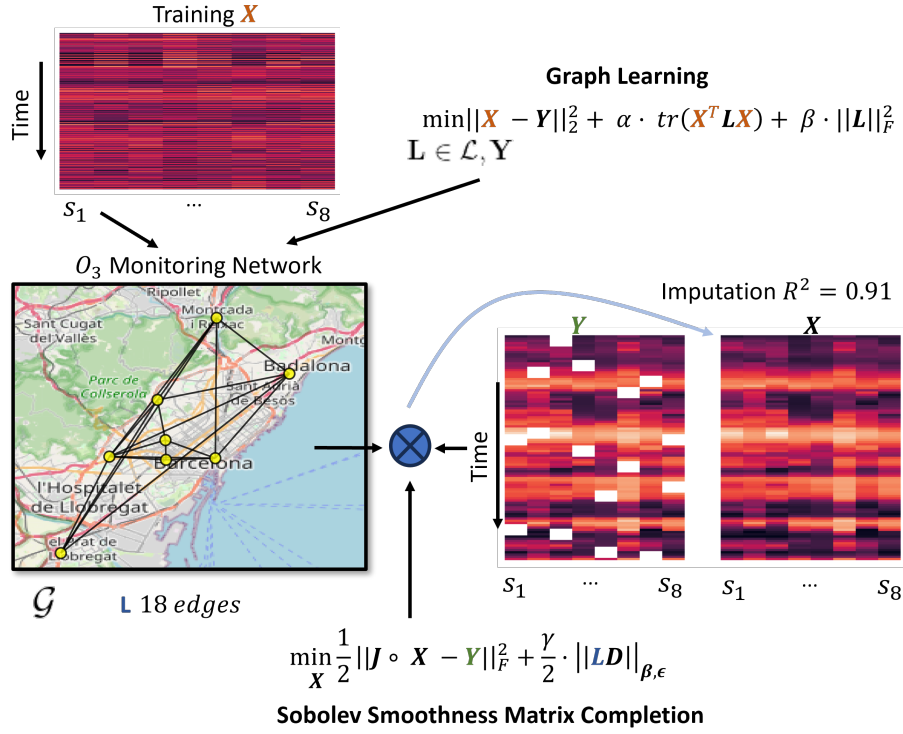 Training X
Time
s₁ ... s₈
Graph Learning
min||X − Y||₂² + α · tr(XᵀLX) + β · ||L||_F²
L ∈ ℒ, Y
O₃ Monitoring Network
Ripollet
Montcada
i Reixac
Sant Cugat
del Vallès
Montg
Badalona
Parc de
Collserola
Sant Adrià
de Besòs
Barcelona
l'Hospitalet
de Llobregat
el Prat de
Llobregat
𝒢 L 18 edges
Imputation R² = 0.91
Y X
Time
s₁ ... s₈ s₁ ... s₈
min 1/2 ||J ∘ X − Y||_F² + γ/2 · ||LD||_β,ϵ
X
Sobolev Smoothness Matrix Completion